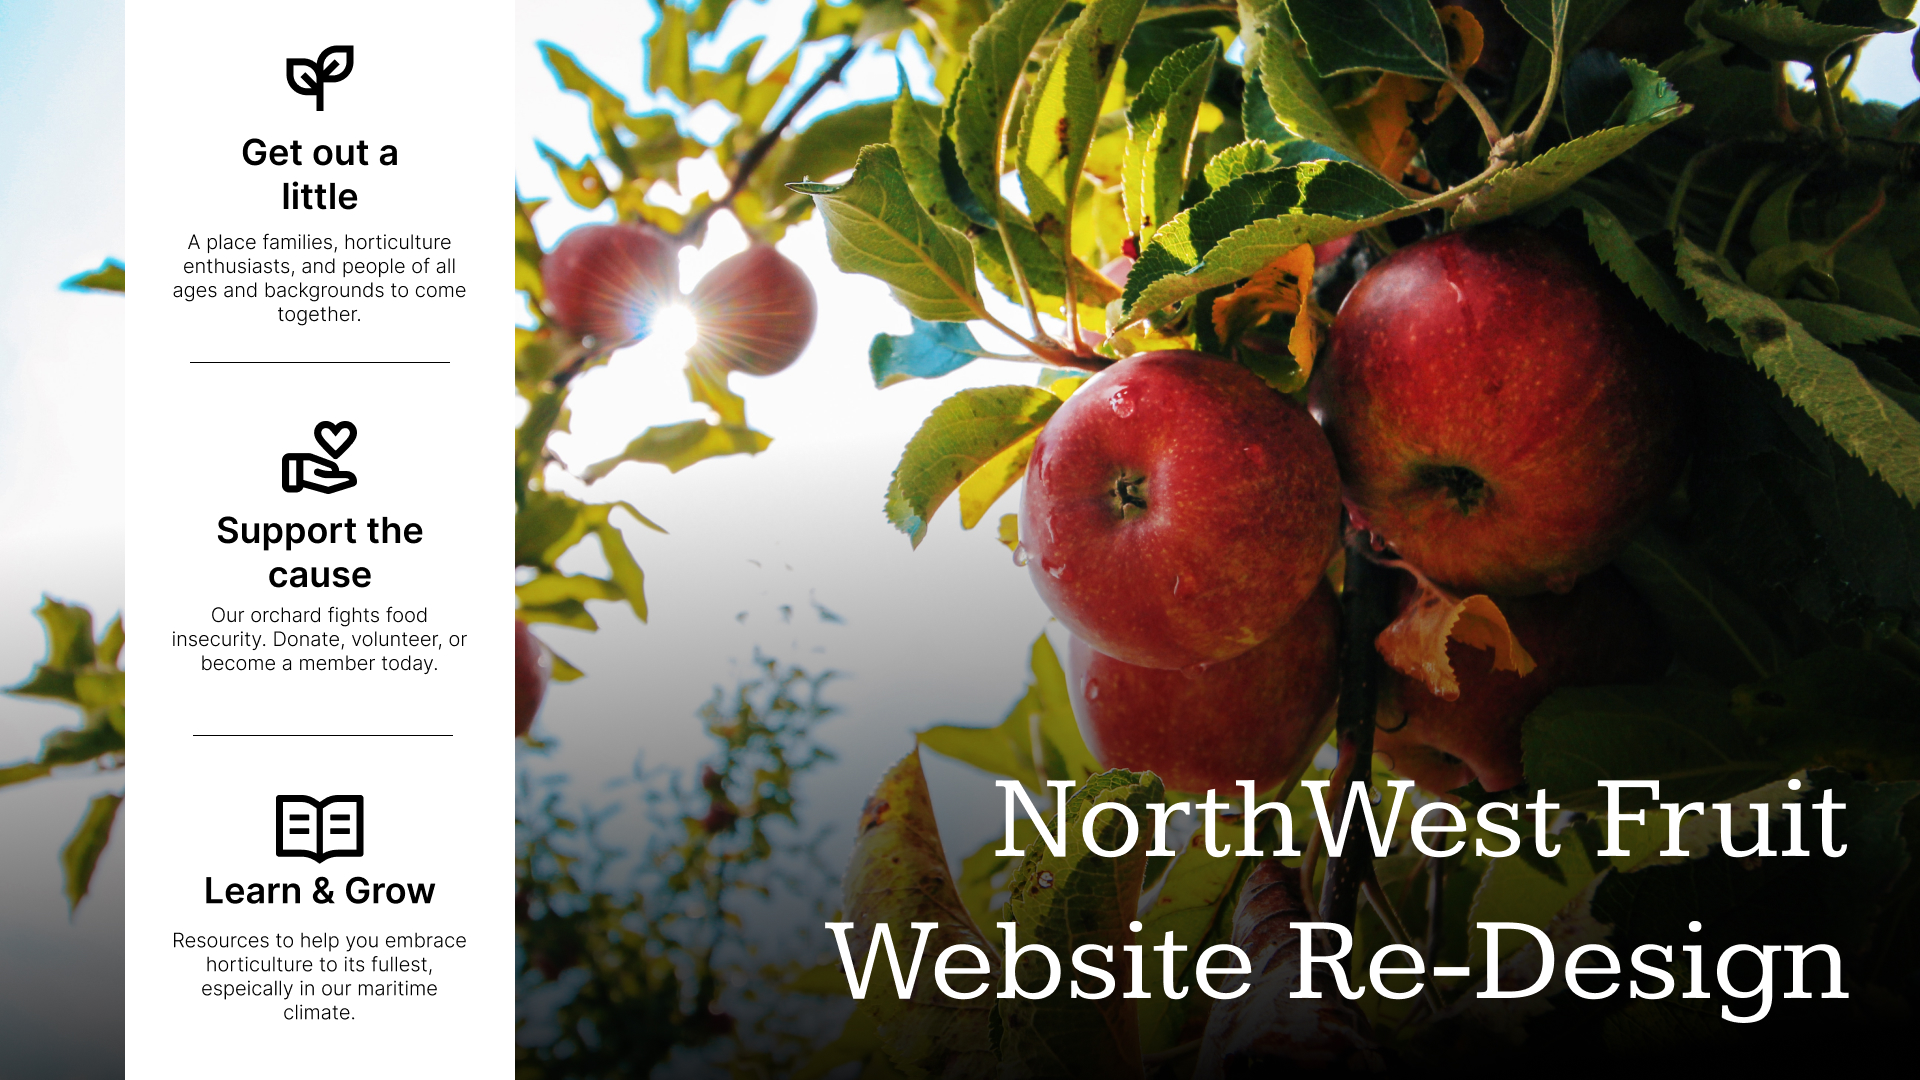 Get out a
little
A place families, horticulture
enthusiasts, and people of all
ages and backgrounds to come
together.
Support the
cause
Our orchard fights food
insecurity. Donate, volunteer, or
become a member today.
Learn & Grow
Resources to help you embrace
horticulture to its fullest,
espeically in our maritime
climate.
NorthWest Fruit
Website Re-Design